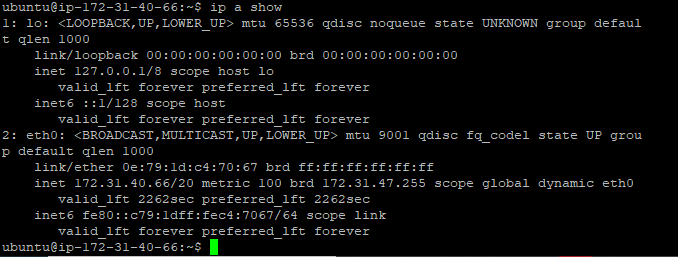 ubuntu@ip-172-31-40-66:~$ ip a show
1: lo: <LOOPBACK,UP,LOWER_UP> mtu 65536 qdisc noqueue state UNKNOWN group defaul
t qlen 1000
    link/loopback 00:00:00:00:00:00 brd 00:00:00:00:00:00
    inet 127.0.0.1/8 scope host lo
       valid_lft forever preferred_lft forever
    inet6 ::1/128 scope host
       valid_lft forever preferred_lft forever
2: eth0: <BROADCAST,MULTICAST,UP,LOWER_UP> mtu 9001 qdisc fq_codel state UP grou
p default qlen 1000
    link/ether 0e:79:1d:c4:70:67 brd ff:ff:ff:ff:ff:ff
    inet 172.31.40.66/20 metric 100 brd 172.31.47.255 scope global dynamic eth0
       valid_lft 2262sec preferred_lft 2262sec
    inet6 fe80::c79:1dff:fec4:7067/64 scope link
       valid_lft forever preferred_lft forever
ubuntu@ip-172-31-40-66:~$